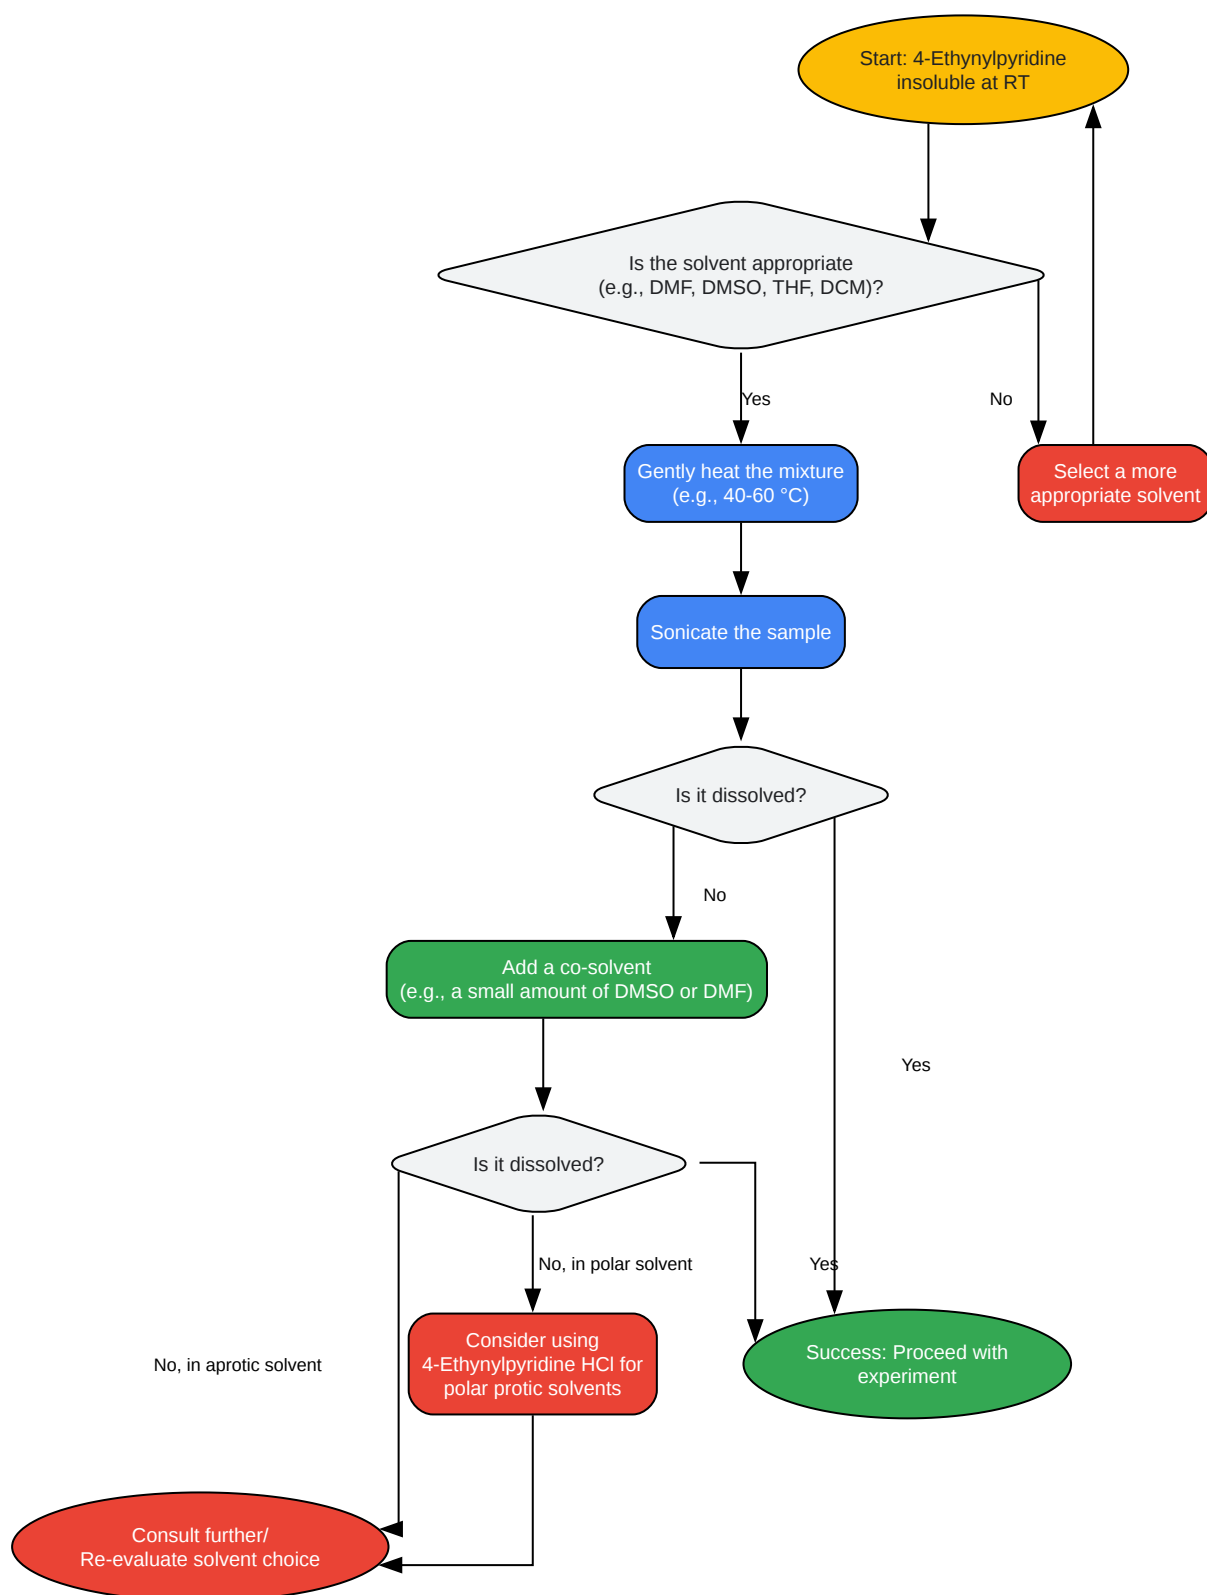 Start: 4-Ethynylpyridine
insoluble at RT
Is the solvent appropriate
(e.g., DMF, DMSO, THF, DCM)?
Yes
No
Gently heat the mixture
(e.g., 40-60 °C)
Select a more
appropriate solvent
Sonicate the sample
Is it dissolved?
No
Add a co-solvent
(e.g., a small amount of DMSO or DMF)
Yes
Is it dissolved?
No, in polar solvent
Yes
Consider using
4-Ethynylpyridine HCl for
polar protic solvents
Success: Proceed with
experiment
No, in aprotic solvent
Consult further/
Re-evaluate solvent choice